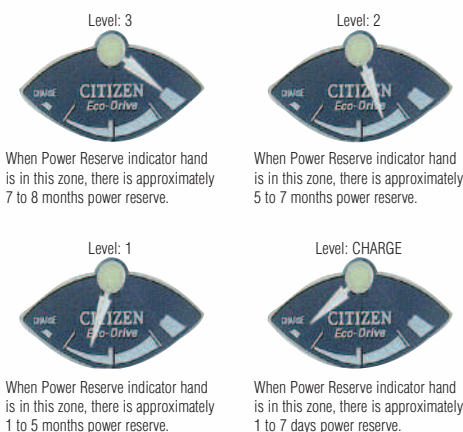 Level: 3
CHARGE
CITIZEN
Eco-Drive
When Power Reserve indicator hand
is in this zone, there is approximately
7 to 8 months power reserve.
Level: 2
CHARGE
CITIZEN
Eco-Drive
When Power Reserve indicator hand
is in this zone, there is approximately
5 to 7 months power reserve.
Level: 1
CHARGE
CITIZEN
Eco-Drive
When Power Reserve indicator hand
is in this zone, there is approximately
1 to 5 months power reserve.
Level: CHARGE
CHARGE
CITIZEN
Eco-Drive
When Power Reserve indicator hand
is in this zone, there is approximately
1 to 7 days power reserve.